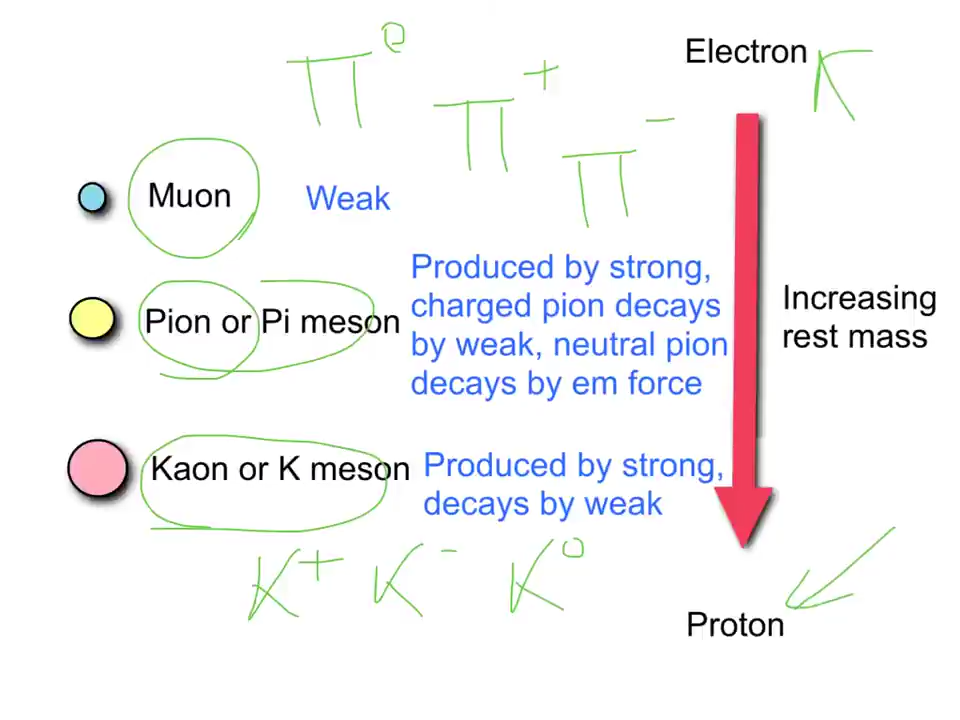 π⁰
Electron
π⁺
π⁻
Muon
Weak
Produced by strong,
charged pion decays
by weak, neutral pion
decays by em force
Pion or Pi meson
Increasing
rest mass
Kaon or K meson
Produced by strong,
decays by weak
K⁺ K⁻ K⁰
Proton